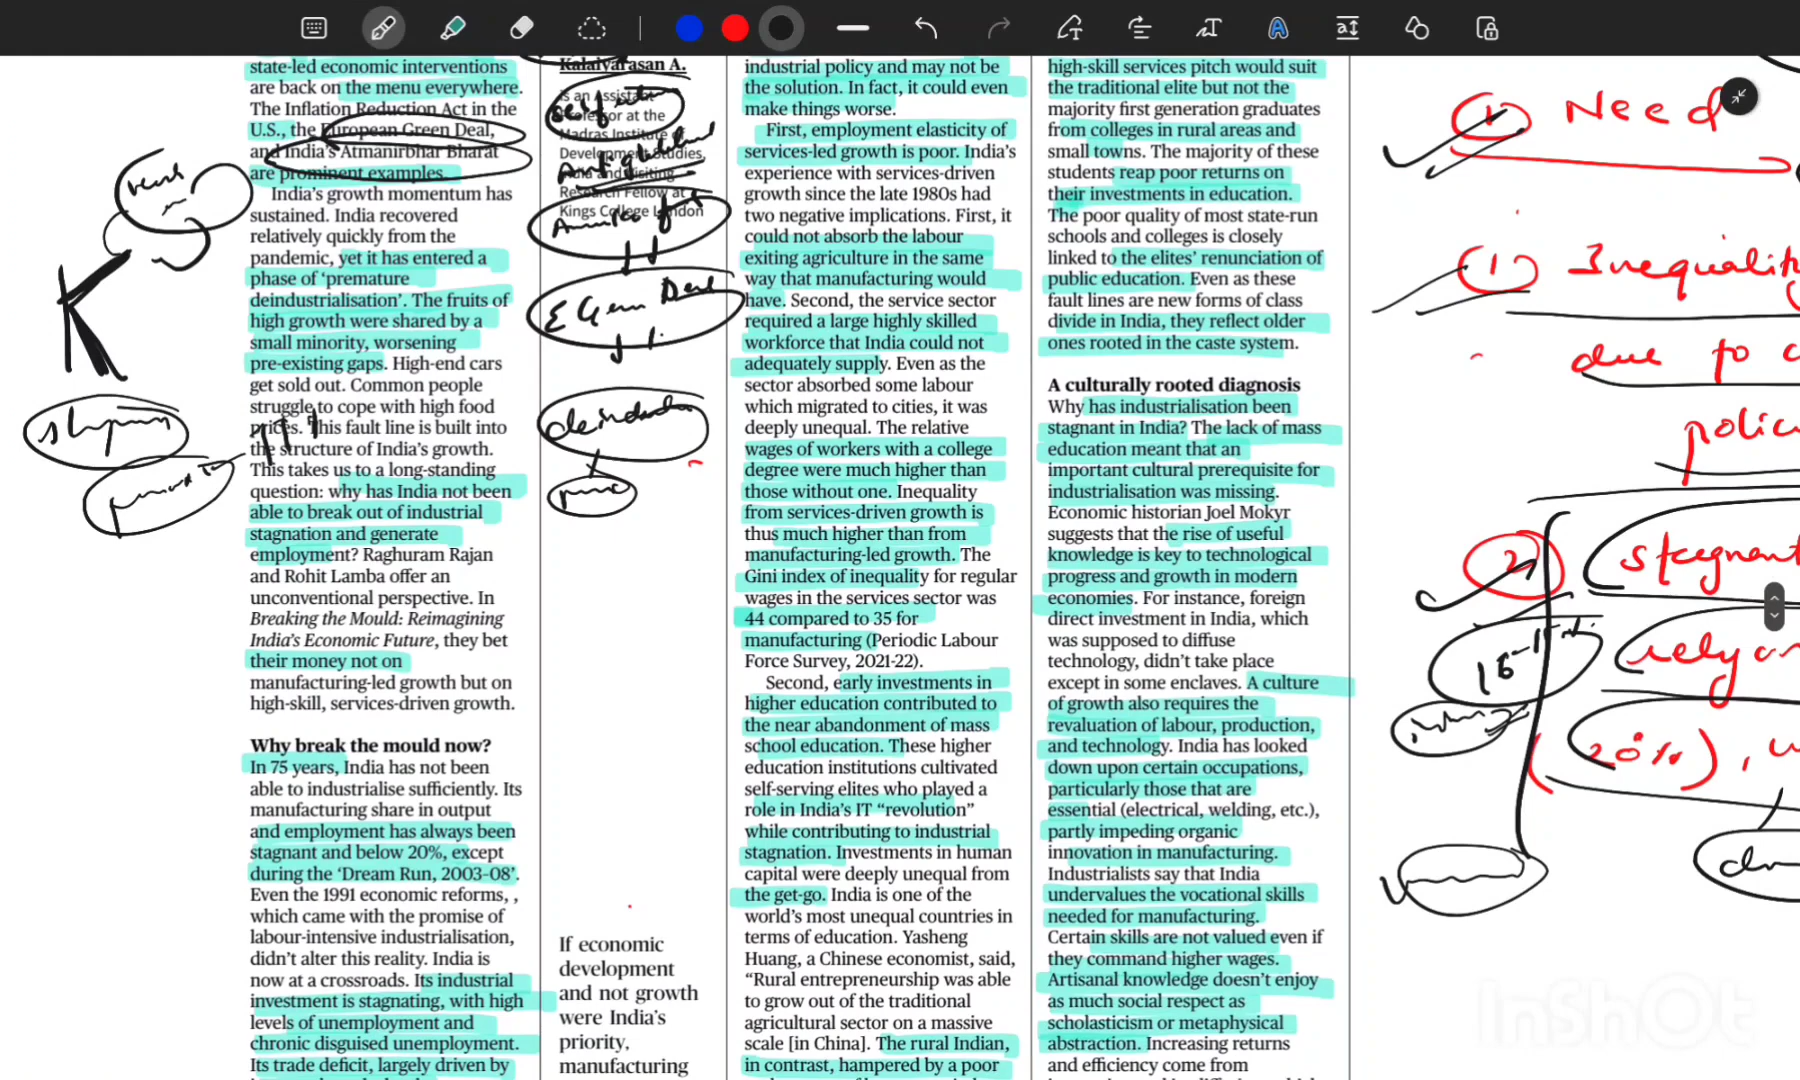 state-led economic interventions
are back on the menu everywhere.
The Inflation Reduction Act in the
U.S., the European Green Deal,
and India's Atmanirbhar Bharat
are prominent examples.
India's growth momentum has
sustained. India recovered
relatively quickly from the
pandemic, yet it has entered a
phase of 'premature
deindustrialisation'. The fruits of
high growth were shared by a
small minority, worsening
pre-existing gaps. High-end cars
get sold out. Common people
struggle to cope with high food
prices. This fault line is built into
the structure of India's growth.
This takes us to a long-standing
question: why has India not been
able to break out of industrial
stagnation and generate
employment? Raghuram Rajan
and Rohit Lamba offer an
unconventional perspective. In
Breaking the Mould: Reimagining
India's Economic Future, they bet
their money not on
manufacturing-led growth but on
high-skill, services-driven growth.
Why break the mould now?
In 75 years, India has not been
able to industrialise sufficiently. Its
manufacturing share in output
and employment has always been
stagnant and below 20%, except
during the 'Dream Run, 2003-08'.
Even the 1991 economic reforms, ,
which came with the promise of
labour-intensive industrialisation,
didn't alter this reality. India is
now at a crossroads. Its industrial
investment is stagnating, with high
levels of unemployment and
chronic disguised unemployment.
Its trade deficit, largely driven by
K
Kalaiyarasan A.
is an Assistant
Professor at the
Madras Institute of
Development Studies,
India and Visiting
Research Fellow at
Kings College London
If economic
development
and not growth
were India's
priority,
manufacturing
industrial policy and may not be
the solution. In fact, it could even
make things worse.
First, employment elasticity of
services-led growth is poor. India's
experience with services-driven
growth since the late 1980s had
two negative implications. First, it
could not absorb the labour
exiting agriculture in the same
way that manufacturing would
have. Second, the service sector
required a large highly skilled
workforce that India could not
adequately supply. Even as the
sector absorbed some labour
which migrated to cities, it was
deeply unequal. The relative
wages of workers with a college
degree were much higher than
those without one. Inequality
from services-driven growth is
thus much higher than from
manufacturing-led growth. The
Gini index of inequality for regular
wages in the services sector was
44 compared to 35 for
manufacturing (Periodic Labour
Force Survey, 2021-22).
Second, early investments in
higher education contributed to
the near abandonment of mass
school education. These higher
education institutions cultivated
self-serving elites who played a
role in India's IT “revolution”
while contributing to industrial
stagnation. Investments in human
capital were deeply unequal from
the get-go. India is one of the
world's most unequal countries in
terms of education. Yasheng
Huang, a Chinese economist, said,
“Rural entrepreneurship was able
to grow out of the traditional
agricultural sector on a massive
scale [in China]. The rural Indian,
in contrast, hampered by a poor
high-skill services pitch would suit
the traditional elite but not the
majority first generation graduates
from colleges in rural areas and
small towns. The majority of these
students reap poor returns on
their investments in education.
The poor quality of most state-run
schools and colleges is closely
linked to the elites' renunciation of
public education. Even as these
fault lines are new forms of class
divide in India, they reflect older
ones rooted in the caste system.
A culturally rooted diagnosis
Why has industrialisation been
stagnant in India? The lack of mass
education meant that an
important cultural prerequisite for
industrialisation was missing.
Economic historian Joel Mokyr
suggests that the rise of useful
knowledge is key to technological
progress and growth in modern
economies. For instance, foreign
direct investment in India, which
was supposed to diffuse
technology, didn't take place
except in some enclaves. A culture
of growth also requires the
revaluation of labour, production,
and technology. India has looked
down upon certain occupations,
particularly those that are
essential (electrical, welding, etc.),
partly impeding organic
innovation in manufacturing.
Industrialists say that India
undervalues the vocational skills
needed for manufacturing.
Certain skills are not valued even if
they command higher wages.
Artisanal knowledge doesn't enjoy
as much social respect as
scholasticism or metaphysical
abstraction. Increasing returns
and efficiency come from
Need
(1) Inequality
due to
polic
(2) stagnant
rely on
20%),
InShOt